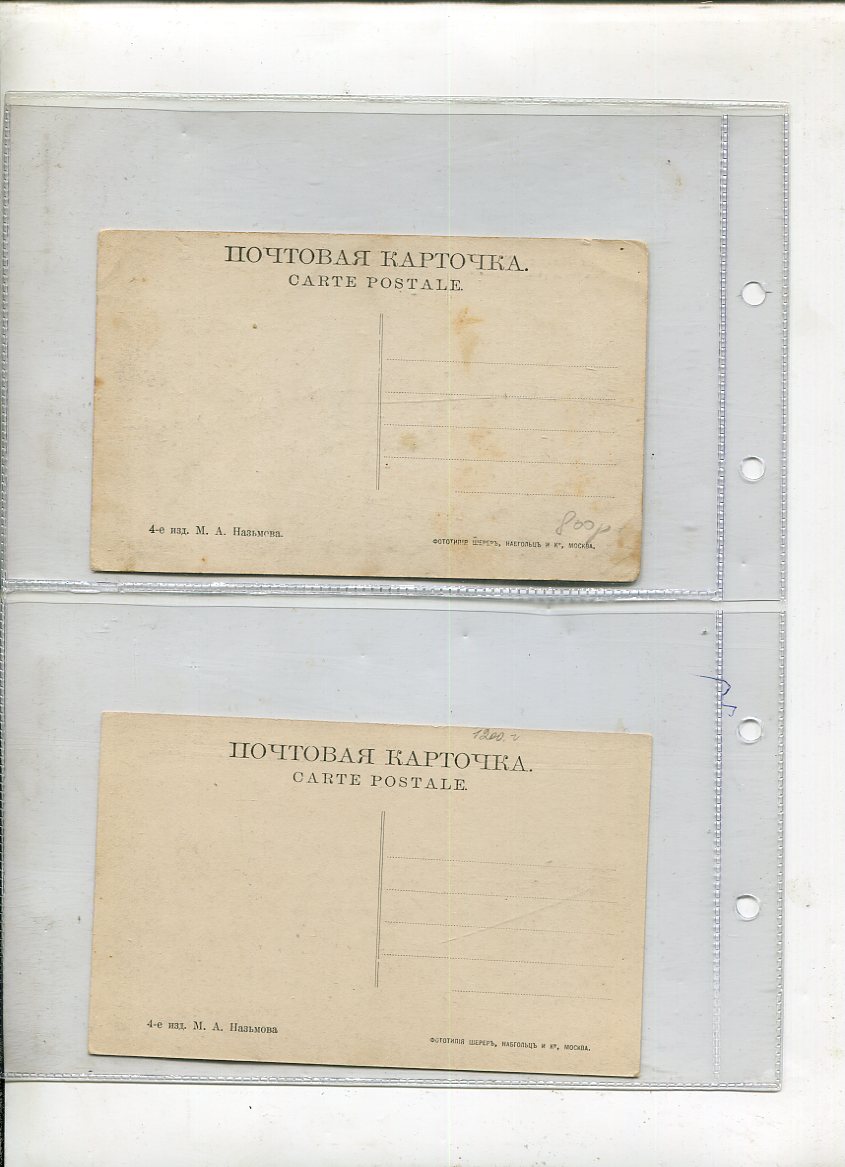 ПОЧТОВАЯ КАРТОЧКА.
CARTE POSTALE.
4-е изд. М. А. Назьмова.
800р
ФОТОТИПІЯ ШЕРЕРЪ, НАБГОЛЬЦЪ И Кº, МОСКВА.
1200. г
ПОЧТОВАЯ КАРТОЧКА.
CARTE POSTALE.
4-е изд. М. А. Назьмова
ФОТОТИПІЯ ШЕРЕРЪ, НАБГОЛЬЦЪ И Кº, МОСКВА.